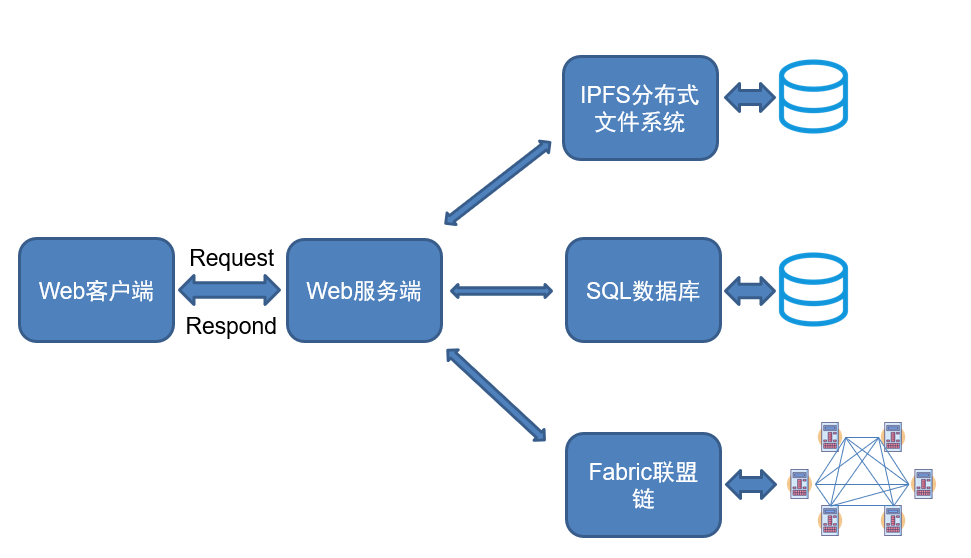 IPFS分布式
文件系统
Request
Web客户端
Web服务端
SQL数据库
Respond
Fabric联盟
链